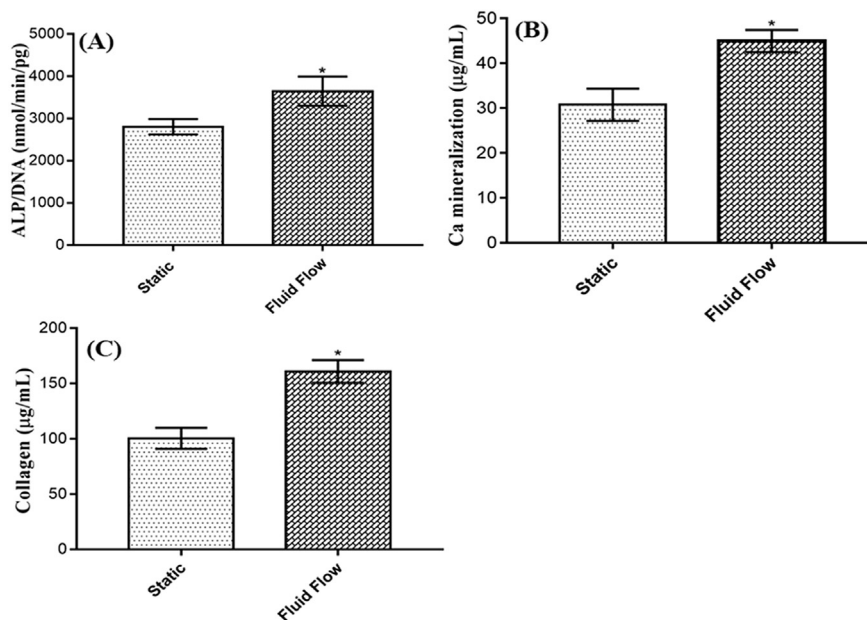 (A)
ALP/DNA (nmol/min/pg)
5000
4000
3000
2000
1000
0
*
Static
Fluid Flow
(B)
Ca mineralization (µg/mL)
50
40
30
20
10
0
*
Static
Fluid Flow
(C)
Collagen (µg/mL)
200
150
100
50
0
*
Static
Fluid Flow